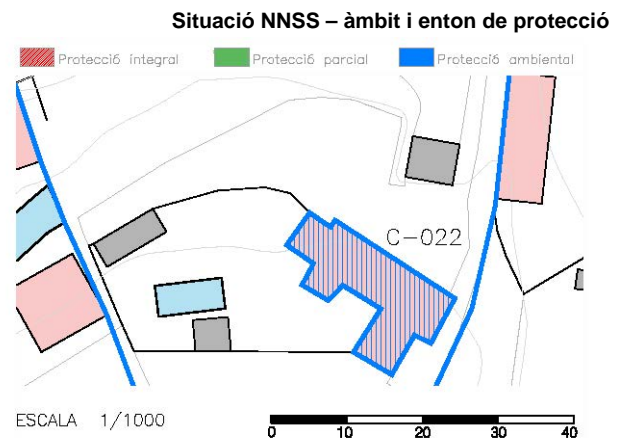 Situació NNSS – àmbit i enton de protecció
Protecció integral Protecció parcial Protecció ambiental
C-022
ESCALA 1/1000
0 10 20 30 40